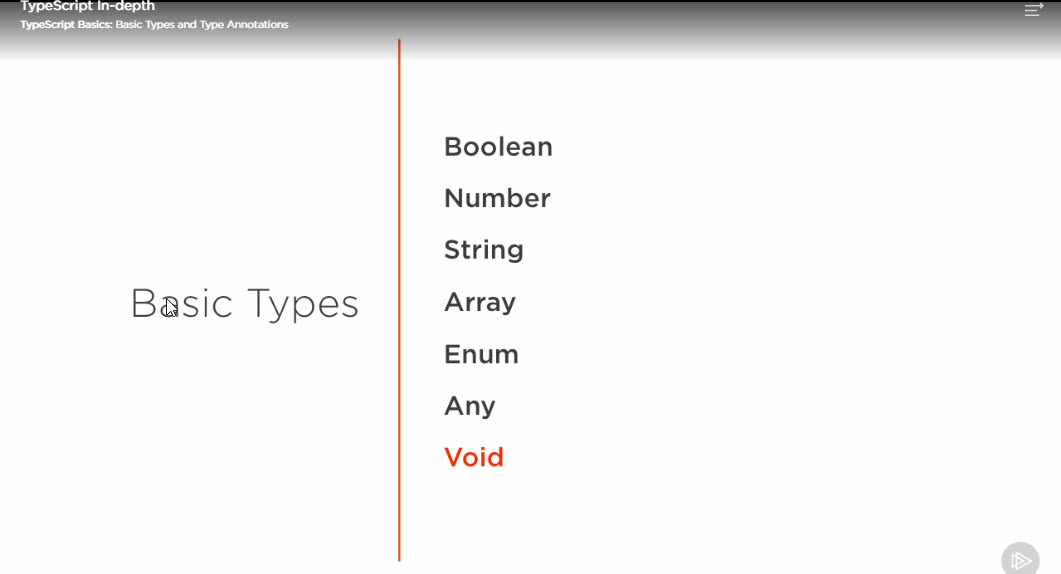 TypeScript In-depth
TypeScript Basics: Basic Types and Type Annotations
Boolean
Number
String
Array
Basic Types
Enum
Any
Void